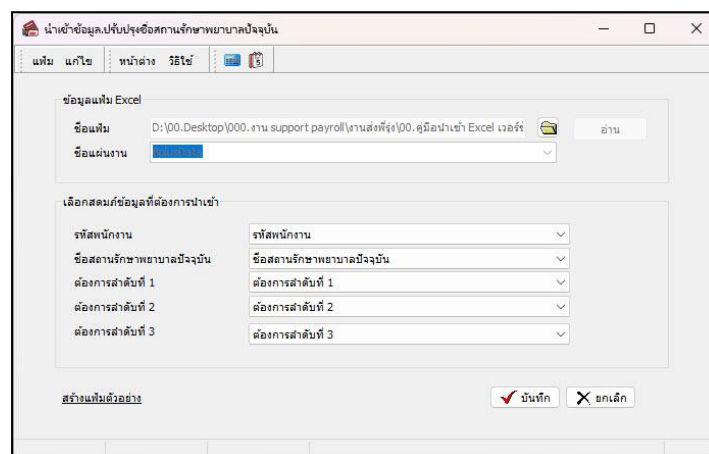 นำเข้าข้อมูล.ปรับปรุงชื่อสถานรักษาพยาบาลปัจจุบัน
แฟ้ม แก้ไข หน้าต่าง วิธีใช้
ข้อมูลแฟ้ม Excel
ชื่อแฟ้ม D:\00.Desktop\000.งาน support payroll\งานส่งพี่รุ่ง\00.คู่มือนำเข้า Excel เวอร์ช อ่าน
ชื่อแผ่นงาน
เลือกสดมภ์ข้อมูลที่ต้องการนำเข้า
รหัสพนักงาน รหัสพนักงาน
ชื่อสถานรักษาพยาบาลปัจจุบัน ชื่อสถานรักษาพยาบาลปัจจุบัน
ต้องการลำดับที่ 1 ต้องการลำดับที่ 1
ต้องการลำดับที่ 2 ต้องการลำดับที่ 2
ต้องการลำดับที่ 3 ต้องการลำดับที่ 3
สร้างแฟ้มตัวอย่าง บันทึก ยกเลิก